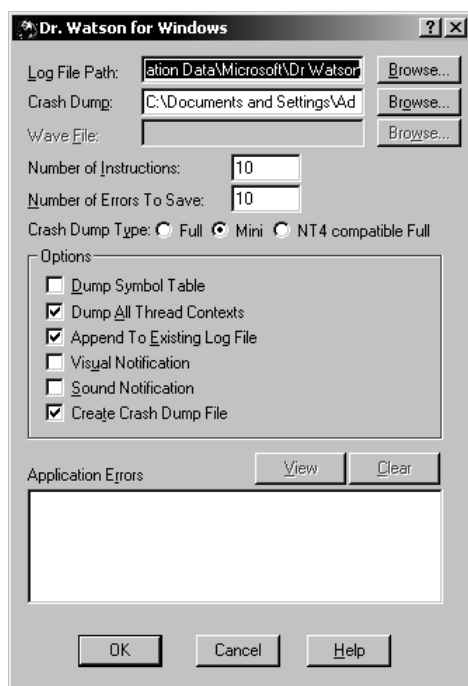 Dr. Watson for Windows
Log File Path: ation Data\Microsoft\Dr Watson Browse...
Crash Dump: C:\Documents and Settings\Ad Browse...
Wave File: Browse...
Number of Instructions: 10
Number of Errors To Save: 10
Crash Dump Type: Full Mini NT4 compatible Full
Options
Dump Symbol Table
Dump All Thread Contexts
Append To Existing Log File
Visual Notification
Sound Notification
Create Crash Dump File
Application Errors View Clear
OK Cancel Help